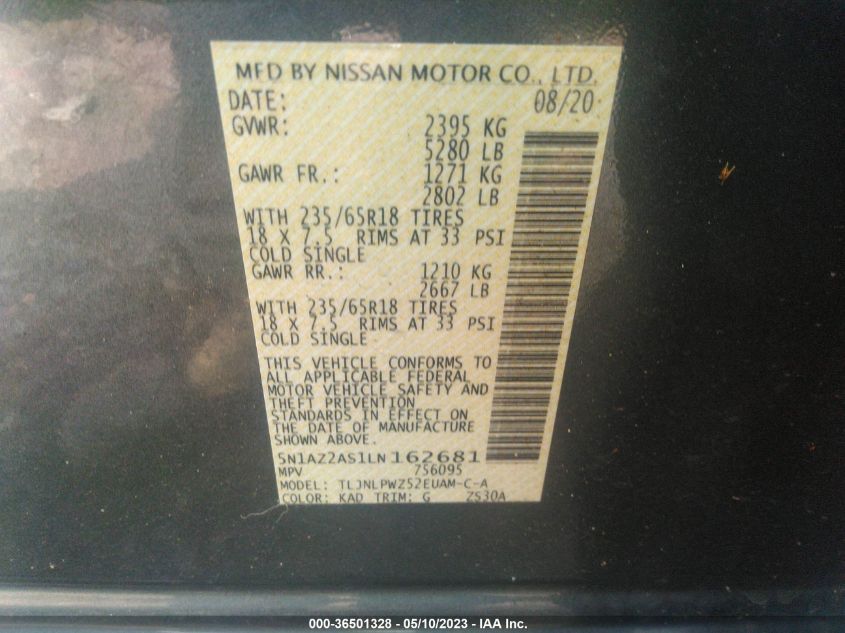 MFD BY NISSAN MOTOR CO., LTD.
DATE: 08/20
GVWR: 2395 KG
5280 LB
GAWR FR.: 1271 KG
2802 LB
WITH 235/65R18 TIRES
18 X 7.5 RIMS AT 33 PSI
COLD SINGLE
GAWR RR.: 1210 KG
2667 LB
WITH 235/65R18 TIRES
18 X 7.5 RIMS AT 33 PSI
COLD SINGLE
THIS VEHICLE CONFORMS TO
ALL APPLICABLE FEDERAL
MOTOR VEHICLE SAFETY AND
THEFT PREVENTION
STANDARDS IN EFFECT ON
THE DATE OF MANUFACTURE
SHOWN ABOVE.
5N1AZ2AS1LN162681
MPV 756095
MODEL: TLJNLPWZ52EUAM-C-A
COLOR: KAD TRIM: G ZS30A
000-36501328 - 05/10/2023 - IAA Inc.